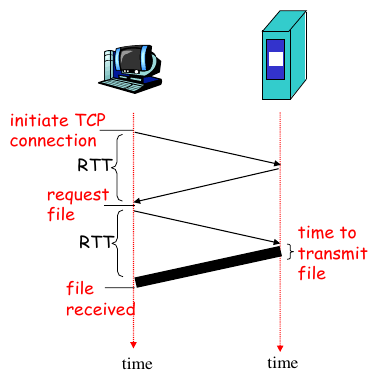 initiate TCP
connection
RTT
request
file
RTT
time to
transmit
file
file
received
time
time